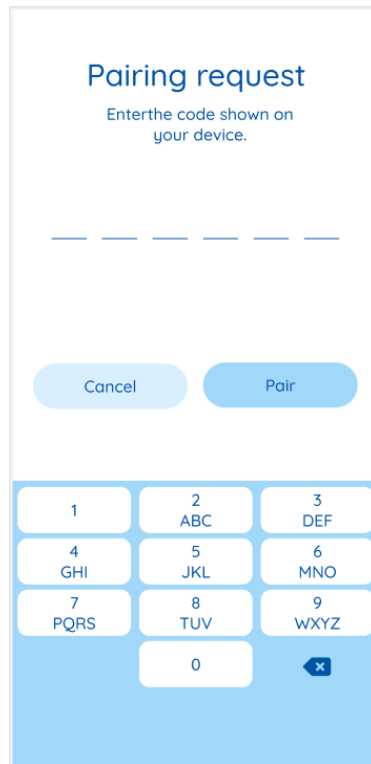 Pairing request
Enterthe code shown on
your device.
Cancel Pair
1 2 3
ABC DEF
4 5 6
GHI JKL MNO
7 8 9
PQRS TUV WXYZ
0